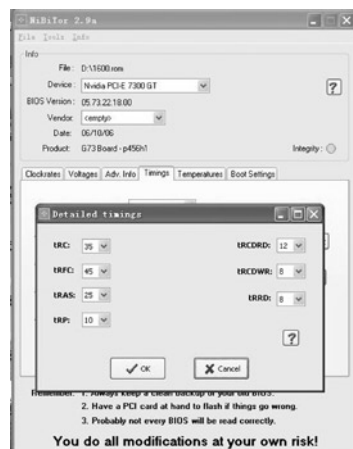 NiBiTor 2.9a
File Tools Info
Info
File: D:\1600.rom
Device: Nvidia PCI-E 7300 GT
BIOS Version: 05.73.22.18.00
Vendor: <empty>
Date: 06/10/06
Product: G73 Board - p456h1
Integrity:
?
Clockrates Voltages Adv. Info Timings Temperatures Boot Settings
Detailed timings
tRC: 35 tRCDRD: 12
tRFC: 45 tRCDWR: 8
tRAS: 25 tRRD: 8
tRP: 10
?
OK Cancel
Remember: 1. Always keep a clean backup of your old BIOS.
2. Have a PCI card at hand to flash if things go wrong.
3. Probably not every BIOS will be read correctly.
You do all modifications at your own risk!